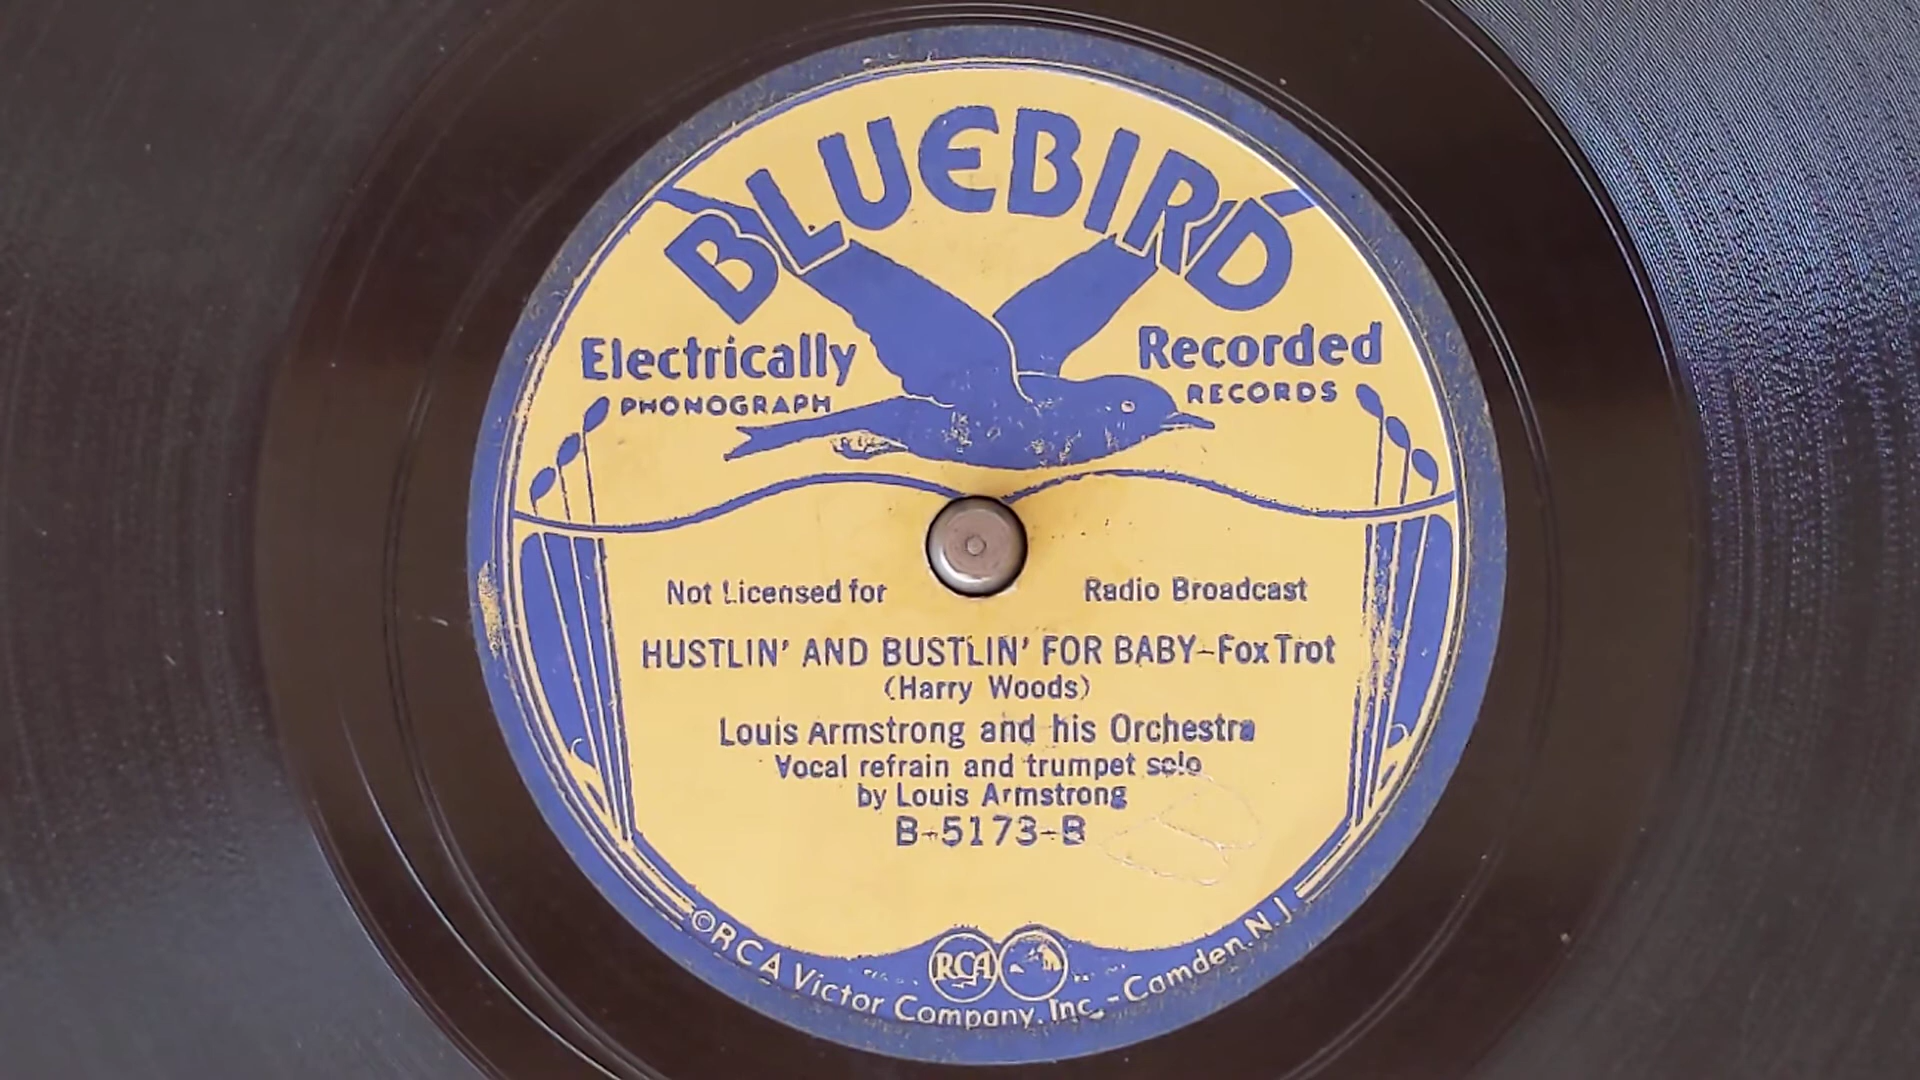 BLUEBIRD
Electrically Recorded
PHONOGRAPH RECORDS
Not Licensed for Radio Broadcast
HUSTLIN' AND BUSTLIN' FOR BABY-Fox Trot
(Harry Woods)
Louis Armstrong and his Orchestra
Vocal refrain and trumpet solo
by Louis Armstrong
B-5173-B
RCA
©RCA Victor Company, Inc.-Camden, N.J.